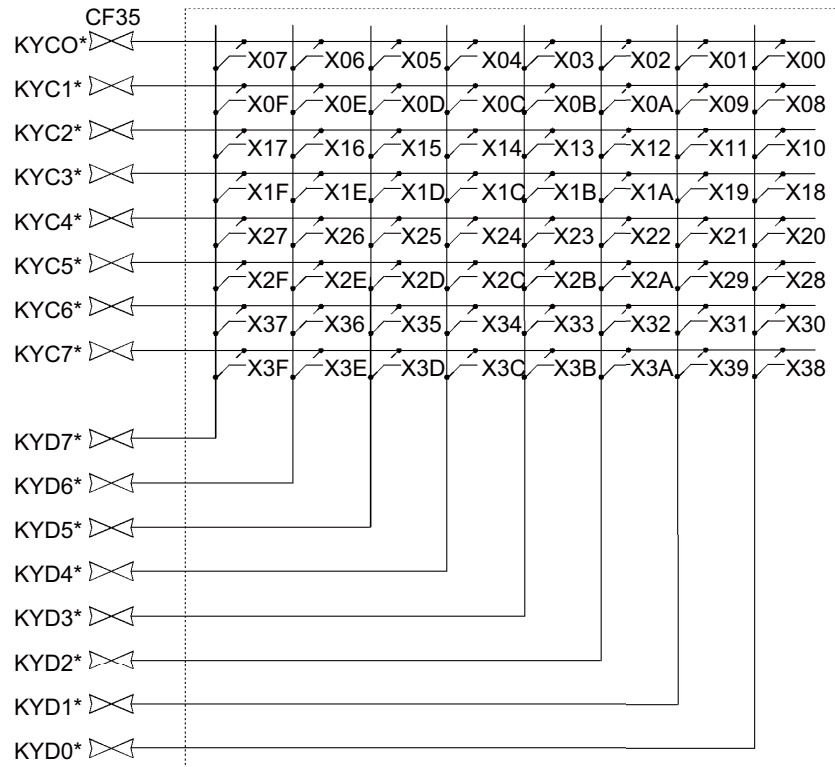 CF35
KYCO*
X07 X06 X05 X04 X03 X02 X01 X00
KYC1*
X0F X0E X0D X0C X0B X0A X09 X08
KYC2*
X17 X16 X15 X14 X13 X12 X11 X10
KYC3*
X1F X1E X1D X1C X1B X1A X19 X18
KYC4*
X27 X26 X25 X24 X23 X22 X21 X20
KYC5*
X2F X2E X2D X2C X2B X2A X29 X28
KYC6*
X37 X36 X35 X34 X33 X32 X31 X30
KYC7*
X3F X3E X3D X3C X3B X3A X39 X38
KYD7*
KYD6*
KYD5*
KYD4*
KYD3*
KYD2*
KYD1*
KYD0*